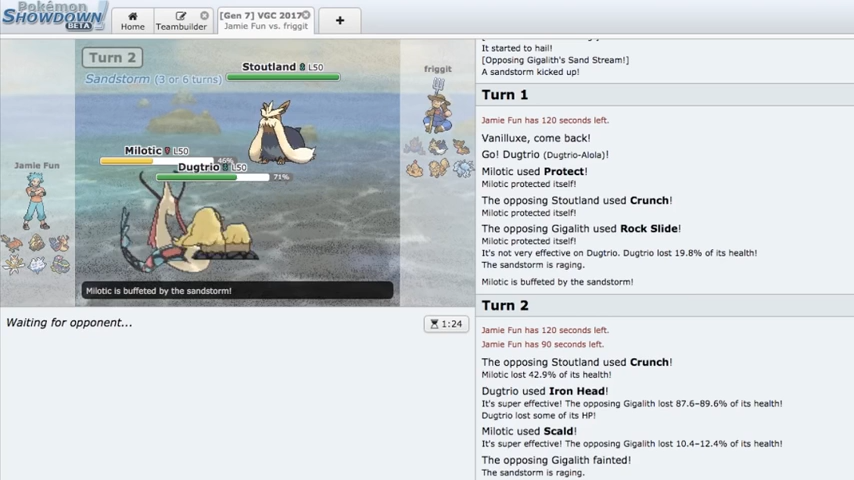 Pokémon
SHOWDOWN!
BETA
Home
Teambuilder
[Gen 7] VGC 2017
Jamie Fun vs. friggit
+
Turn 2
Sandstorm (3 or 6 turns)
Stoutland L50
friggit
Milotic L50
46%
Dugtrio L50
71%
Jamie Fun
Milotic is buffeted by the sandstorm!
Waiting for opponent...
1:24
It started to hail!
[Opposing Gigalith's Sand Stream!]
A sandstorm kicked up!
Turn 1
Jamie Fun has 120 seconds left.
Vanilluxe, come back!
Go! Dugtrio (Dugtrio-Alola)!
Milotic used Protect!
Milotic protected itself!
The opposing Stoutland used Crunch!
Milotic protected itself!
The opposing Gigalith used Rock Slide!
Milotic protected itself!
It's not very effective on Dugtrio. Dugtrio lost 19.8% of its health!
The sandstorm is raging.
Milotic is buffeted by the sandstorm!
Turn 2
Jamie Fun has 120 seconds left.
Jamie Fun has 90 seconds left.
The opposing Stoutland used Crunch!
Milotic lost 42.9% of its health!
Dugtrio used Iron Head!
It's super effective! The opposing Gigalith lost 87.6–89.6% of its health!
Dugtrio lost some of its HP!
Milotic used Scald!
It's super effective! The opposing Gigalith lost 10.4–12.4% of its health!
The opposing Gigalith fainted!
The sandstorm is raging.